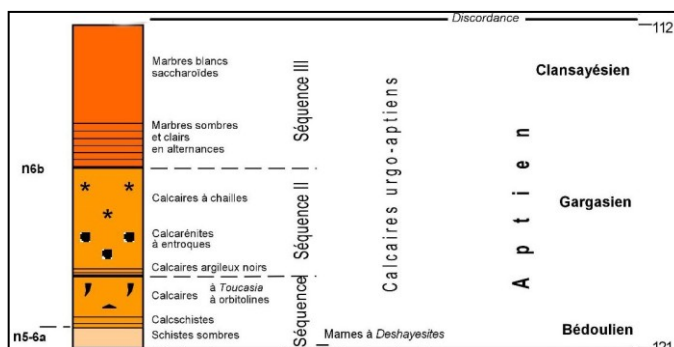 Discordance
112
Marbres blancs
saccharoïdes
Clansayésien
Séquence III
Marbres sombres
et clairs
en alternances
n6b
Calcaires urgo-aptiens
Aptien
Calcaires à chailles
Séquence II
Gargasien
Calcarénites
à entroques
Calcaires argileux noirs
Calcaires
à Toucasia
à orbitolines
Séquence
Calcschistes
Bédoulien
n5-6a
Schistes sombres
Marnes à Deshayesites
121